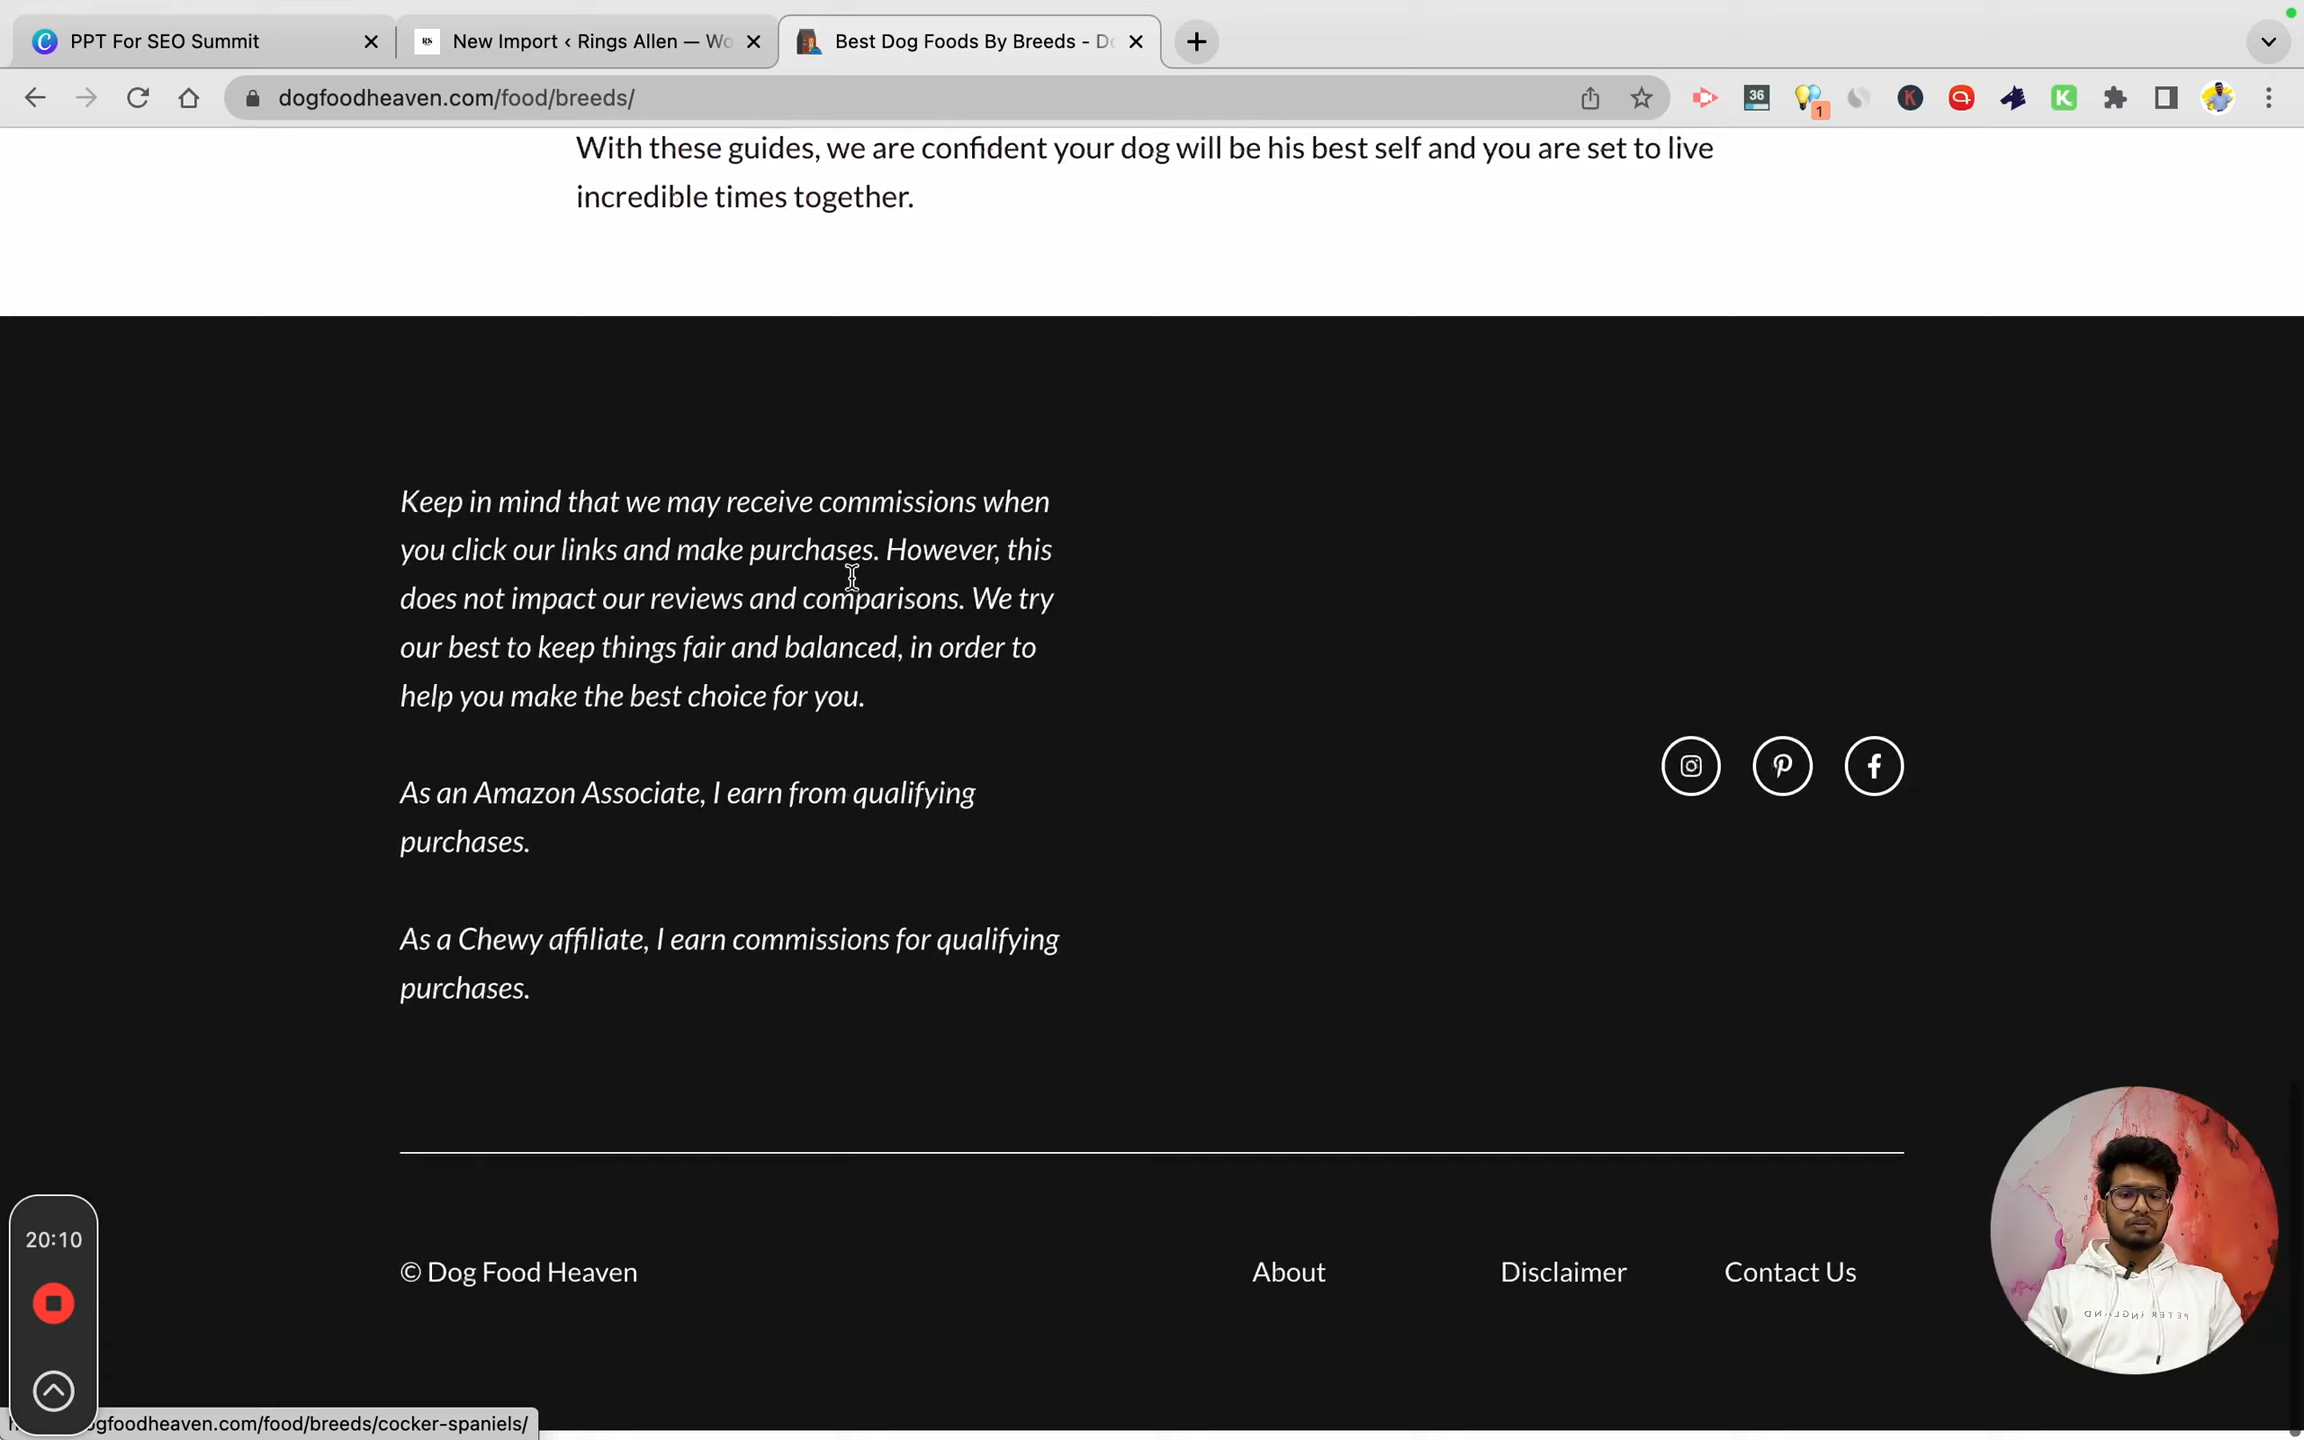 PPT For SEO Summit
New Import ‹ Rings Allen — Wo
Best Dog Foods By Breeds - Do
dogfoodheaven.com/food/breeds/
36
1
With these guides, we are confident your dog will be his best self and you are set to live
incredible times together.
Keep in mind that we may receive commissions when
you click our links and make purchases. However, this
does not impact our reviews and comparisons. We try
our best to keep things fair and balanced, in order to
help you make the best choice for you.
As an Amazon Associate, I earn from qualifying
purchases.
As a Chewy affiliate, I earn commissions for qualifying
purchases.
20:10
© Dog Food Heaven
About
Disclaimer
Contact Us
PETER ENGLAND
ogfoodheaven.com/food/breeds/cocker-spaniels/